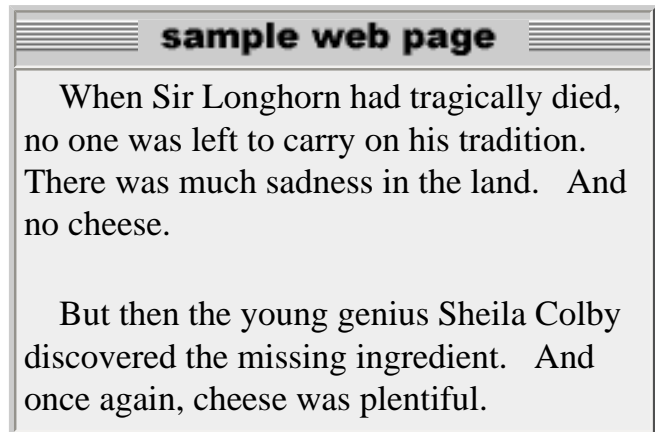 sample web page
When Sir Longhorn had tragically died,
no one was left to carry on his tradition.
There was much sadness in the land.   And
no cheese.
But then the young genius Sheila Colby
discovered the missing ingredient.   And
once again, cheese was plentiful.